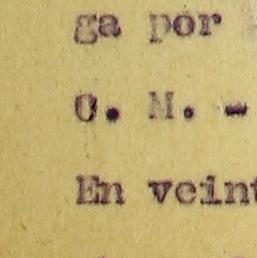 ga por
O. M. -
En veint